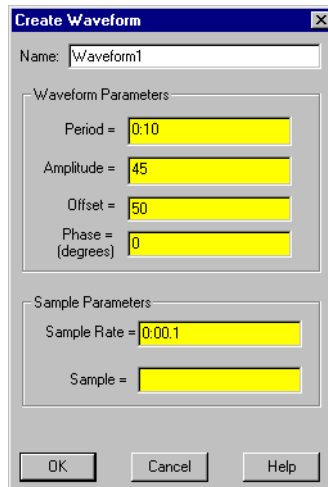 Create Waveform
Name: Waveform1
Waveform Parameters
Period = 0:10
Amplitude = 45
Offset = 50
Phase = (degrees) 0
Sample Parameters
Sample Rate = 0:00.1
Sample =
OK Cancel Help